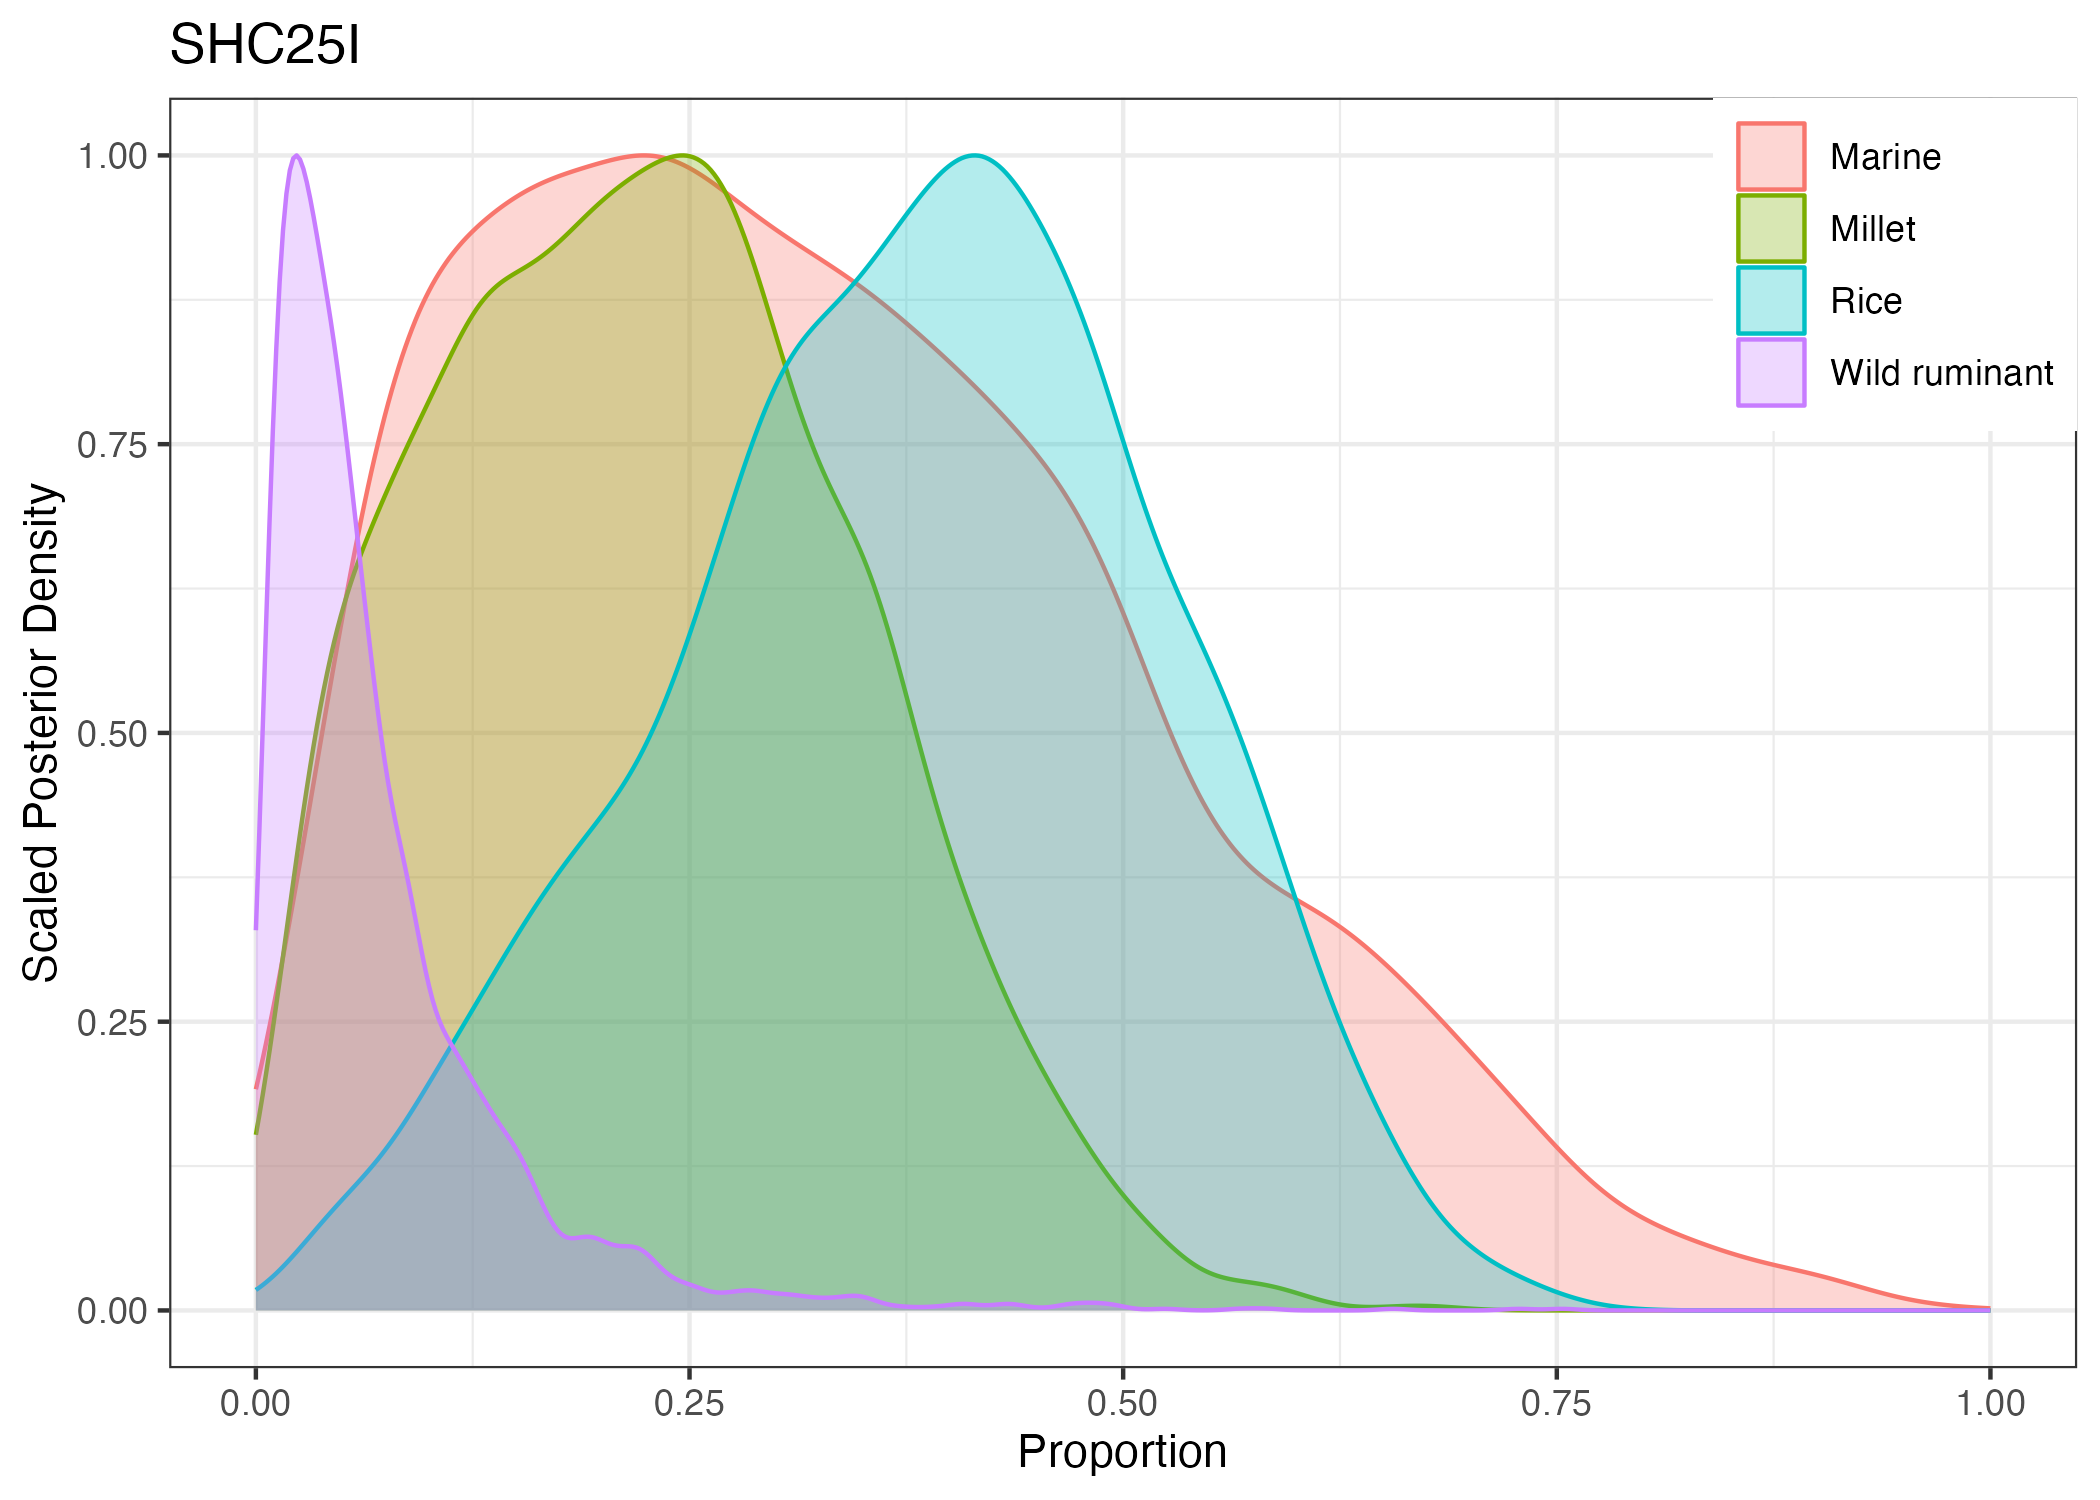 SHC25I
Marine
Millet
Rice
Wild ruminant
Scaled Posterior Density
1.00
0.75
0.50
0.25
0.00
0.00 0.25 0.50 0.75 1.00
Proportion